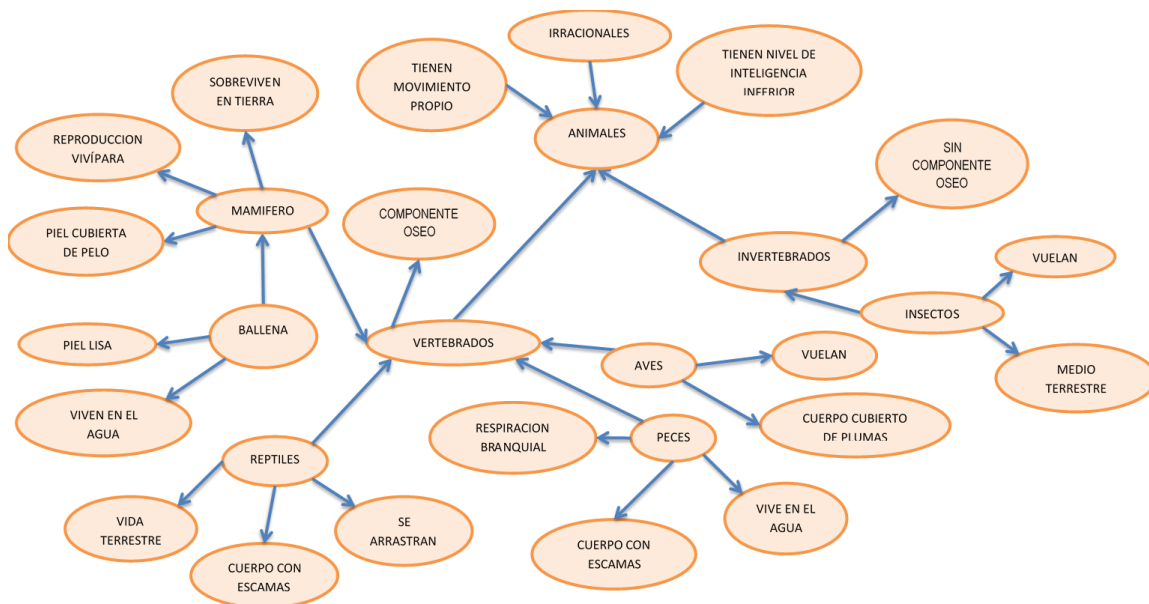 IRRACIONALES
TIENEN
MOVIMIENTO
PROPIO
TIENEN NIVEL DE
INTELIGENCIA
INFERIOR
SOBREVIVEN
EN TIERRA
ANIMALES
REPRODUCCION
VIVÍPARA
SIN
COMPONENTE
OSEO
MAMIFERO
COMPONENTE
OSEO
PIEL CUBIERTA
DE PELO
INVERTEBRADOS
VUELAN
INSECTOS
BALLENA
PIEL LISA
VERTEBRADOS
AVES
VUELAN
MEDIO
TERRESTRE
VIVEN EN EL
AGUA
CUERPO CUBIERTO
DE PLUMAS
RESPIRACION
BRANQUIAL
PECES
REPTILES
VIDA
TERRESTRE
SE
ARRASTRAN
VIVE EN EL
AGUA
CUERPO CON
ESCAMAS
CUERPO CON
ESCAMAS